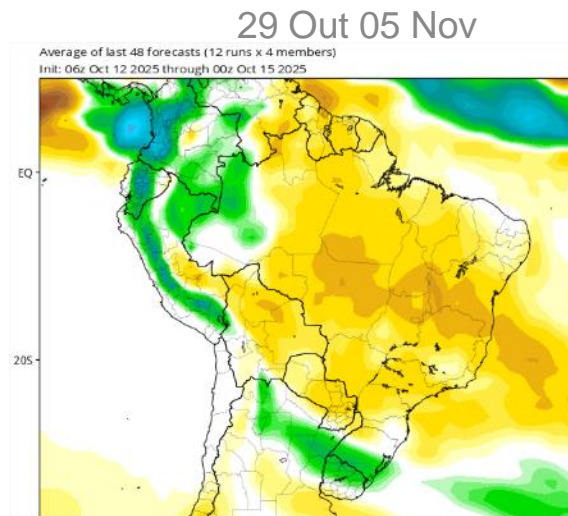 29 Out 05 Nov
Average of last 48 forecasts (12 runs x 4 members)
Init: 06z Oct 12 2025 through 00z Oct 15 2025
EQ
20S